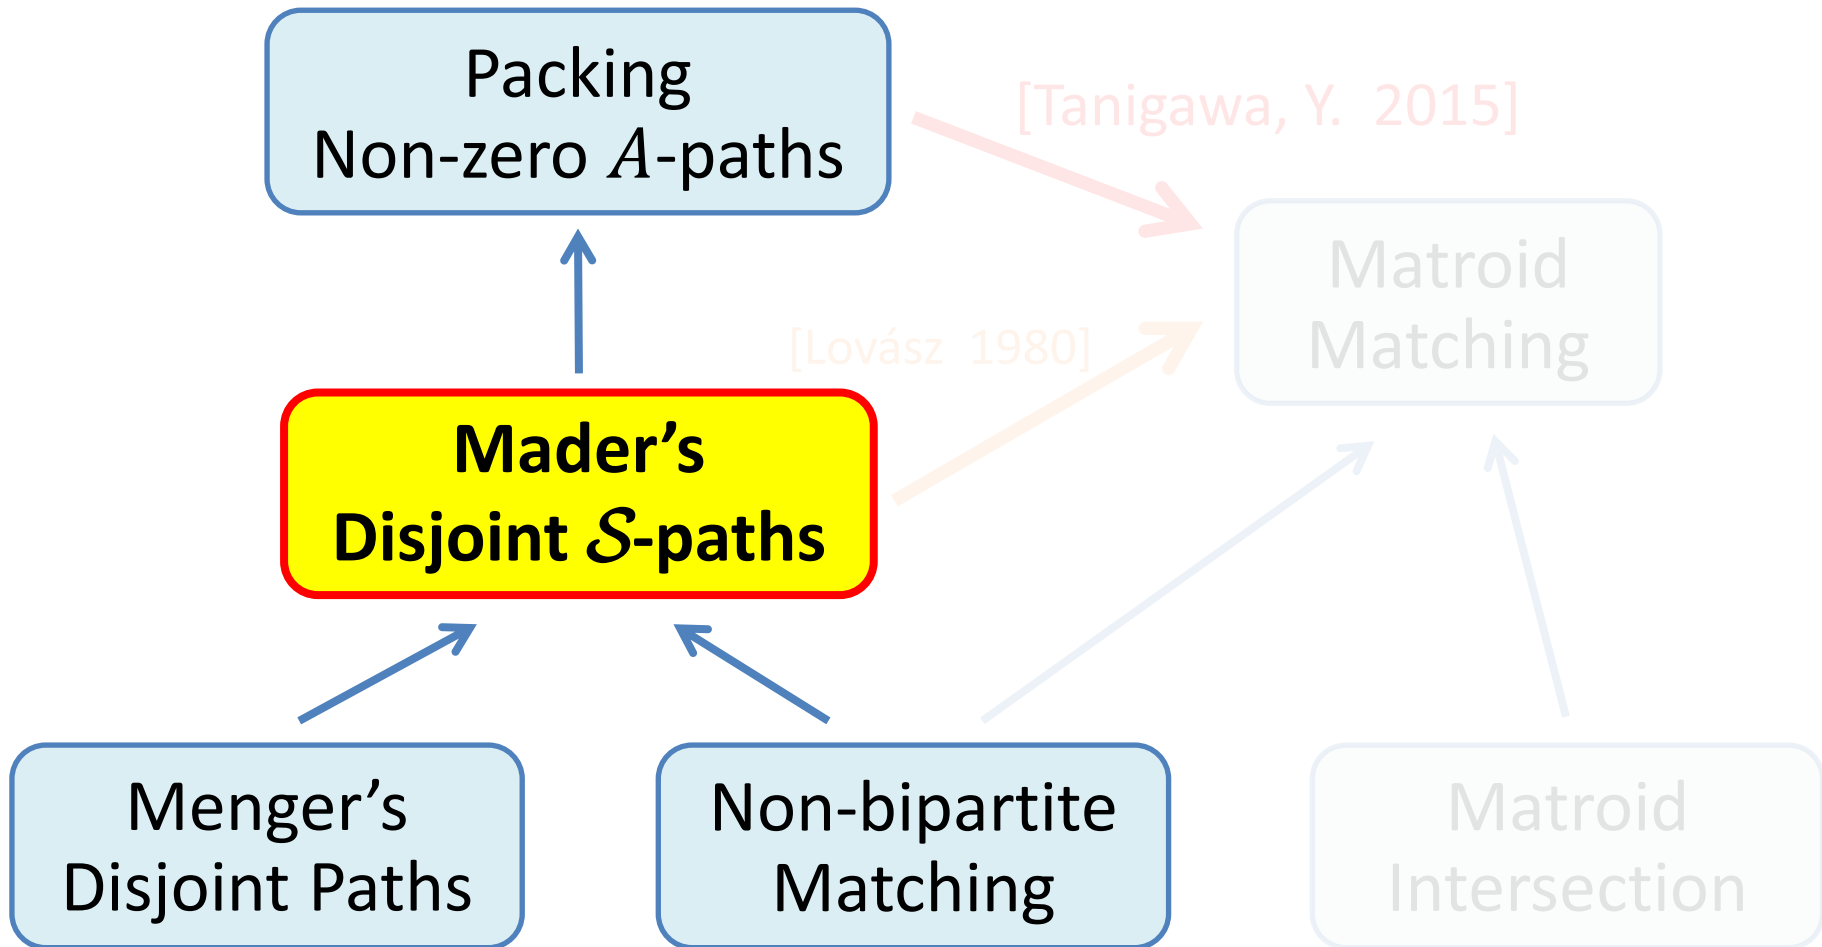 Packing
Non-zero A-paths
[Tanigawa, Y. 2015]
Matroid
Matching
[Lovász 1980]
Mader’s
Disjoint 𝒮-paths
Menger’s
Disjoint Paths
Non-bipartite
Matching
Matroid
Intersection